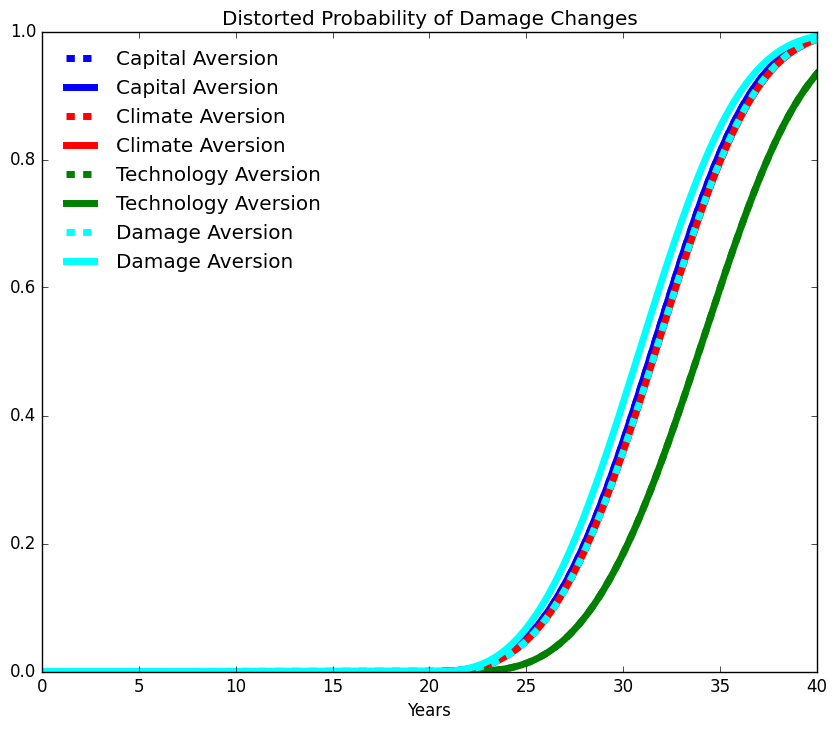 Distorted Probability of Damage Changes
1.0
Capital Aversion
Capital Aversion
Climate Aversion
Climate Aversion
Technology Aversion
Technology Aversion
Damage Aversion
Damage Aversion
0.8
0.6
0.4
0.2
0.0
0 5 10 15 20 25 30 35 40
Years